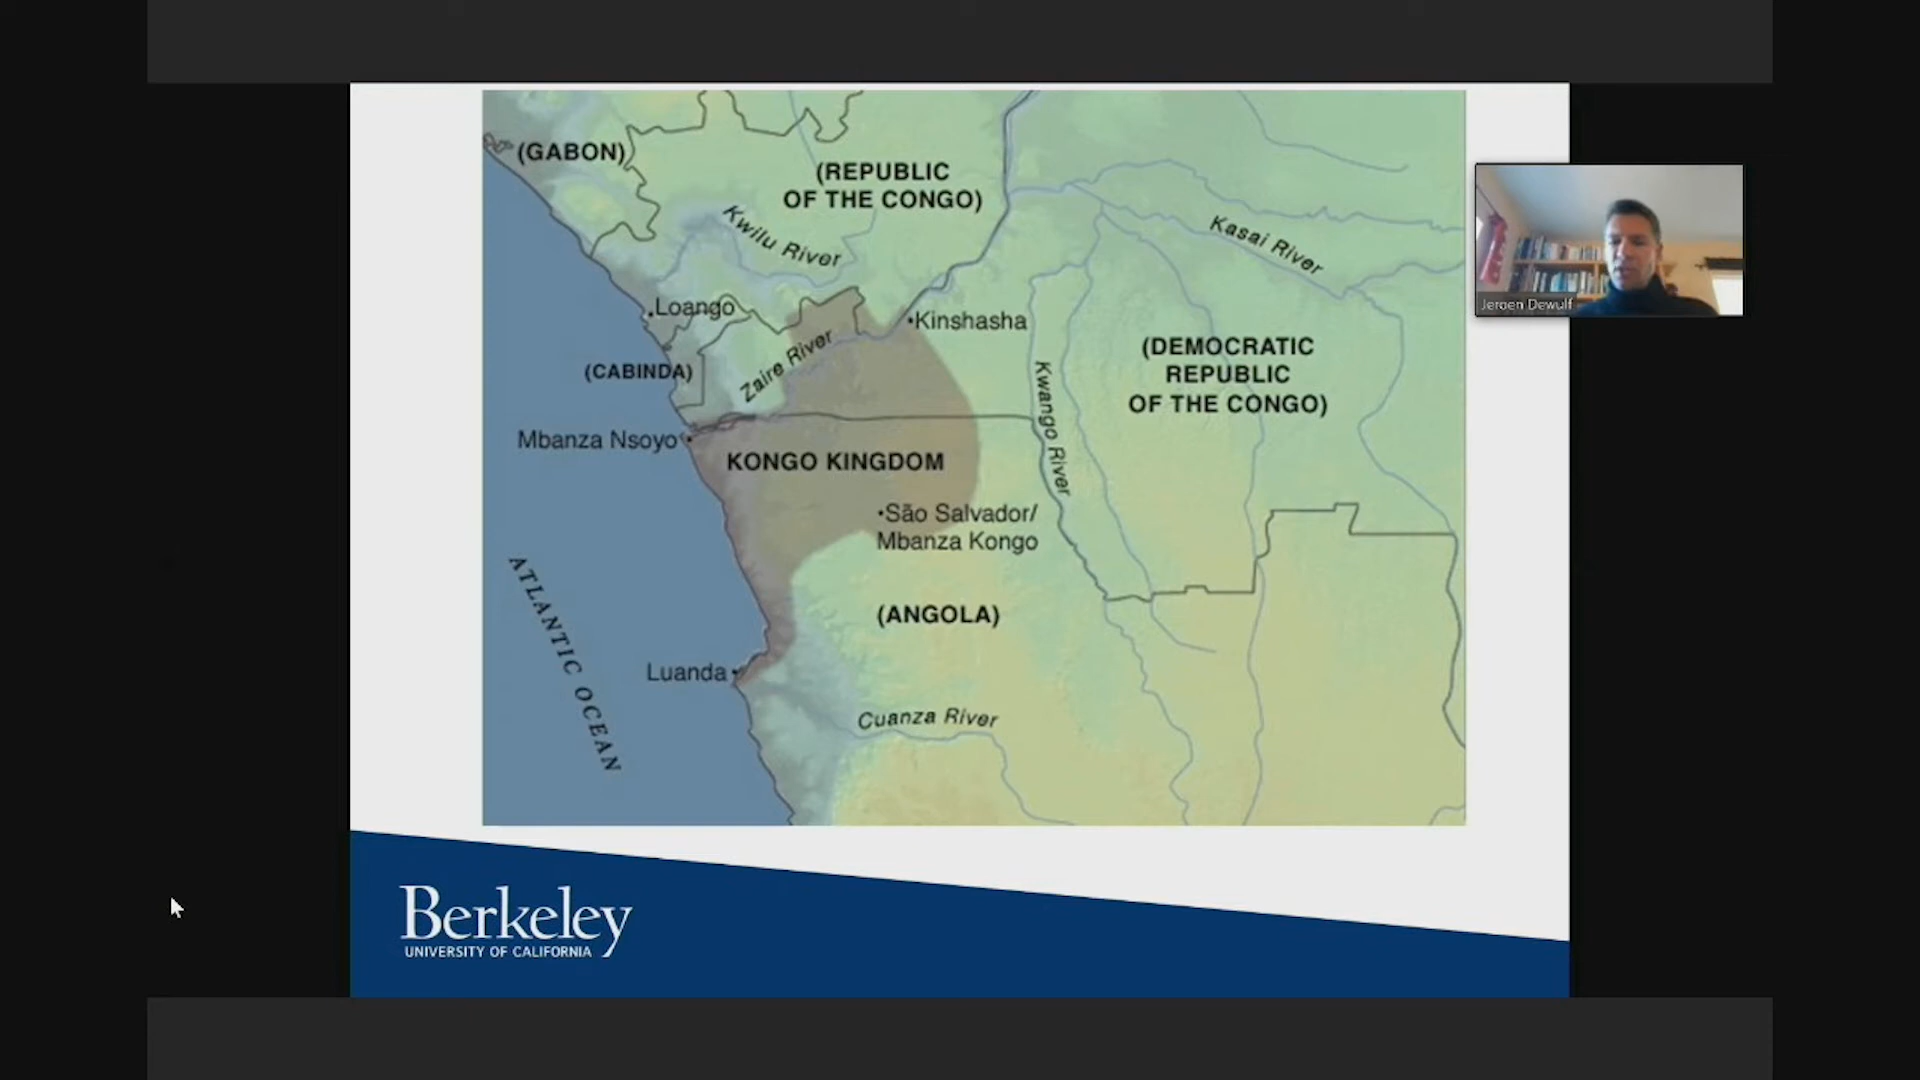 (GABON)
(REPUBLIC
OF THE CONGO)
Kwilu River
Kasai River
Loango
Kinshasha
Zaire River
(CABINDA)
(DEMOCRATIC
REPUBLIC
OF THE CONGO)
Kwango River
Mbanza Nsoyo
KONGO KINGDOM
São Salvador/
Mbanza Kongo
ATLANTIC OCEAN
(ANGOLA)
Luanda
Cuanza River
Jeroen Dewulf
Berkeley
UNIVERSITY OF CALIFORNIA